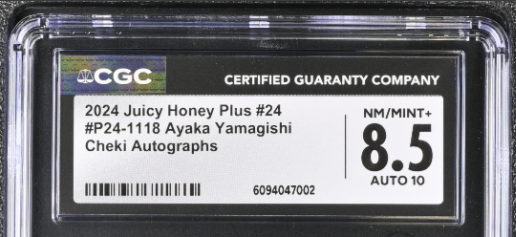 CGC
CERTIFIED GUARANTY COMPANY
2024 Juicy Honey Plus #24
#P24-1118 Ayaka Yamagishi
Cheki Autographs
NM/MINT+
8.5
AUTO 10
6094047002